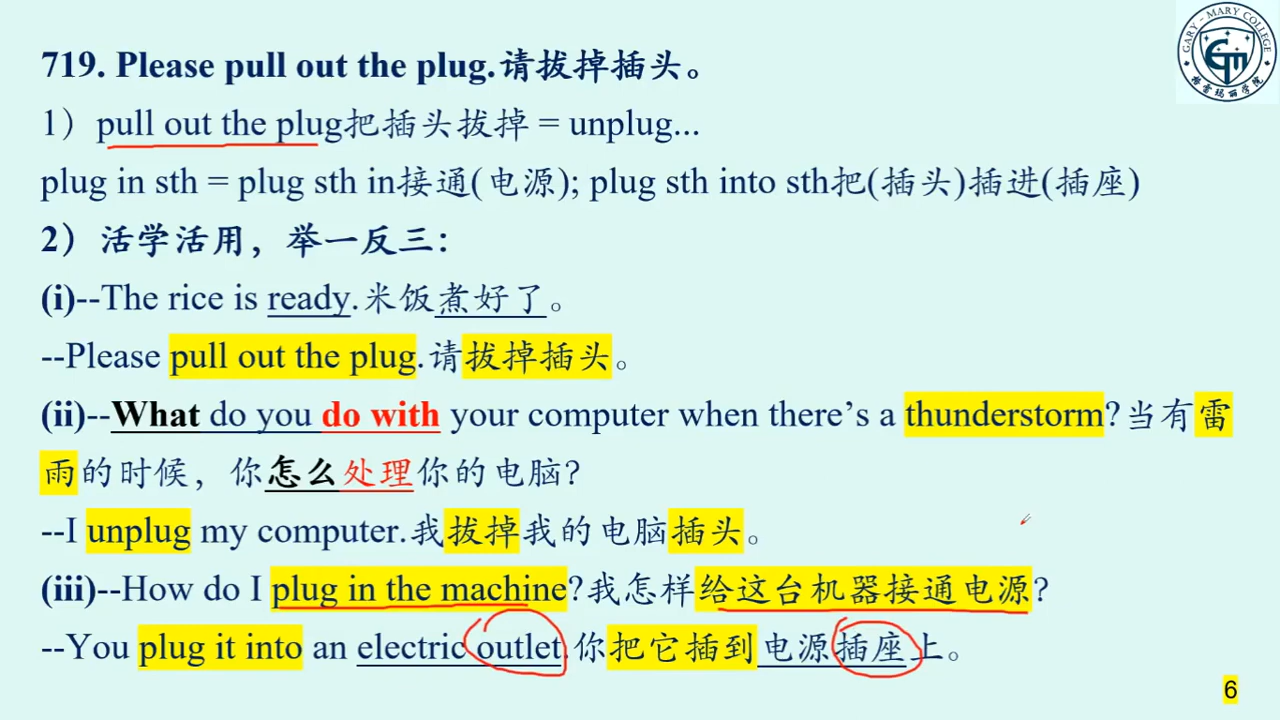 GARY - MARY COLLEGE
格雷玛丽学院
719. Please pull out the plug.请拔掉插头。
1）pull out the plug把插头拔掉 = unplug...
plug in sth = plug sth in接通(电源); plug sth into sth把(插头)插进(插座)
2）活学活用，举一反三：
(i)--The rice is ready.米饭煮好了。
--Please pull out the plug.请拔掉插头。
(ii)--What do you do with your computer when there’s a thunderstorm?当有雷
雨的时候，你怎么处理你的电脑?
--I unplug my computer.我拔掉我的电脑插头。
(iii)--How do I plug in the machine?我怎样给这台机器接通电源?
--You plug it into an electric outlet.你把它插到电源插座上。
6